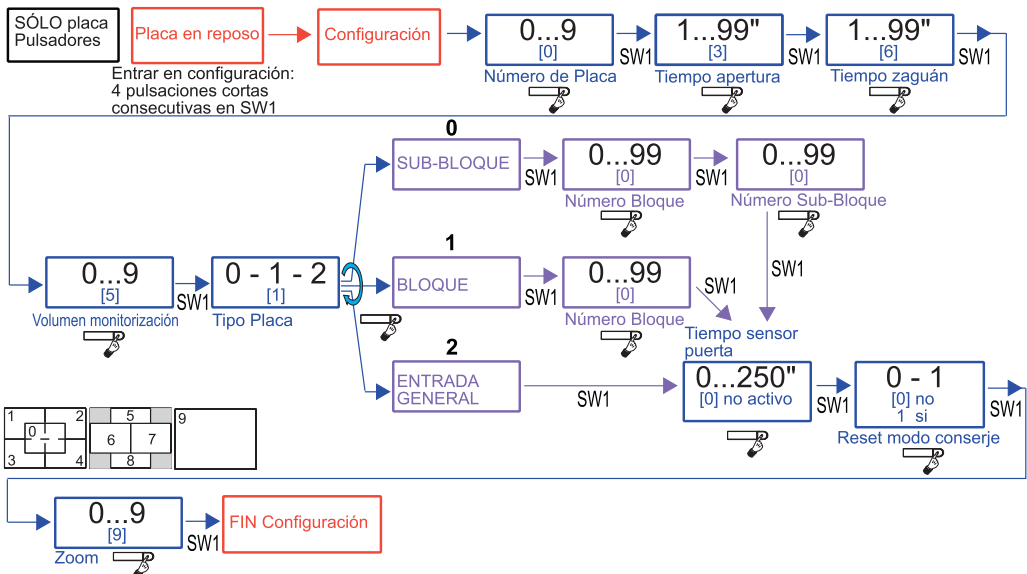 SÓLO placa
Pulsadores
Placa en reposo
Configuración
Entrar en configuración:
4 pulsaciones cortas
consecutivas en SW1
0...9
[0]
Número de Placa
SW1
1...99"
[3]
Tiempo apertura
SW1
1...99"
[6]
Tiempo zaguán
SW1
0...9
[5]
Volumen monitorización
SW1
0 - 1 - 2
[1]
Tipo Placa
0
SUB-BLOQUE
SW1
0...99
[0]
Número Bloque
SW1
0...99
[0]
Número Sub-Bloque
SW1
1
BLOQUE
SW1
0...99
[0]
Número Bloque
SW1
2
ENTRADA
GENERAL
SW1
Tiempo sensor
puerta
0...250"
[0] no activo
SW1
0 - 1
[0] no
1 si
Reset modo conserje
SW1
1 2
0
3 4
5
6 7
8
9
0...9
[9]
Zoom
SW1
FIN Configuración